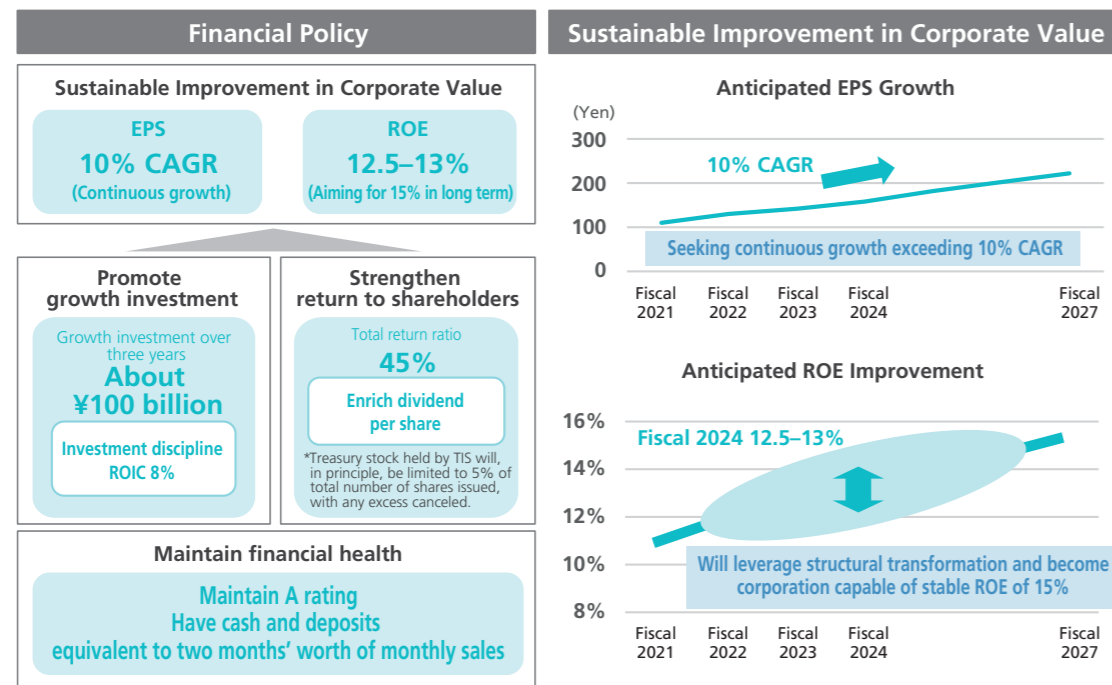 Financial Policy
Sustainable Improvement in Corporate Value
EPS
10% CAGR
(Continuous growth)
ROE
12.5–13%
(Aiming for 15% in long term)
Promote
growth investment
Growth investment over
three years
About
¥100 billion
Investment discipline
ROIC 8%
Strengthen
return to shareholders
Total return ratio
45%
Enrich dividend
per share
*Treasury stock held by TIS will,
in principle, be limited to 5% of
total number of shares issued,
with any excess canceled.
Maintain financial health
Maintain A rating
Have cash and deposits
equivalent to two months’ worth of monthly sales
Sustainable Improvement in Corporate Value
Anticipated EPS Growth
(Yen)
300
200
100
0
10% CAGR
Seeking continuous growth exceeding 10% CAGR
Fiscal
2021
Fiscal
2022
Fiscal
2023
Fiscal
2024
Fiscal
2027
Anticipated ROE Improvement
16%
14%
12%
10%
8%
Fiscal 2024 12.5–13%
Will leverage structural transformation and become
corporation capable of stable ROE of 15%
Fiscal
2021
Fiscal
2022
Fiscal
2023
Fiscal
2024
Fiscal
2027